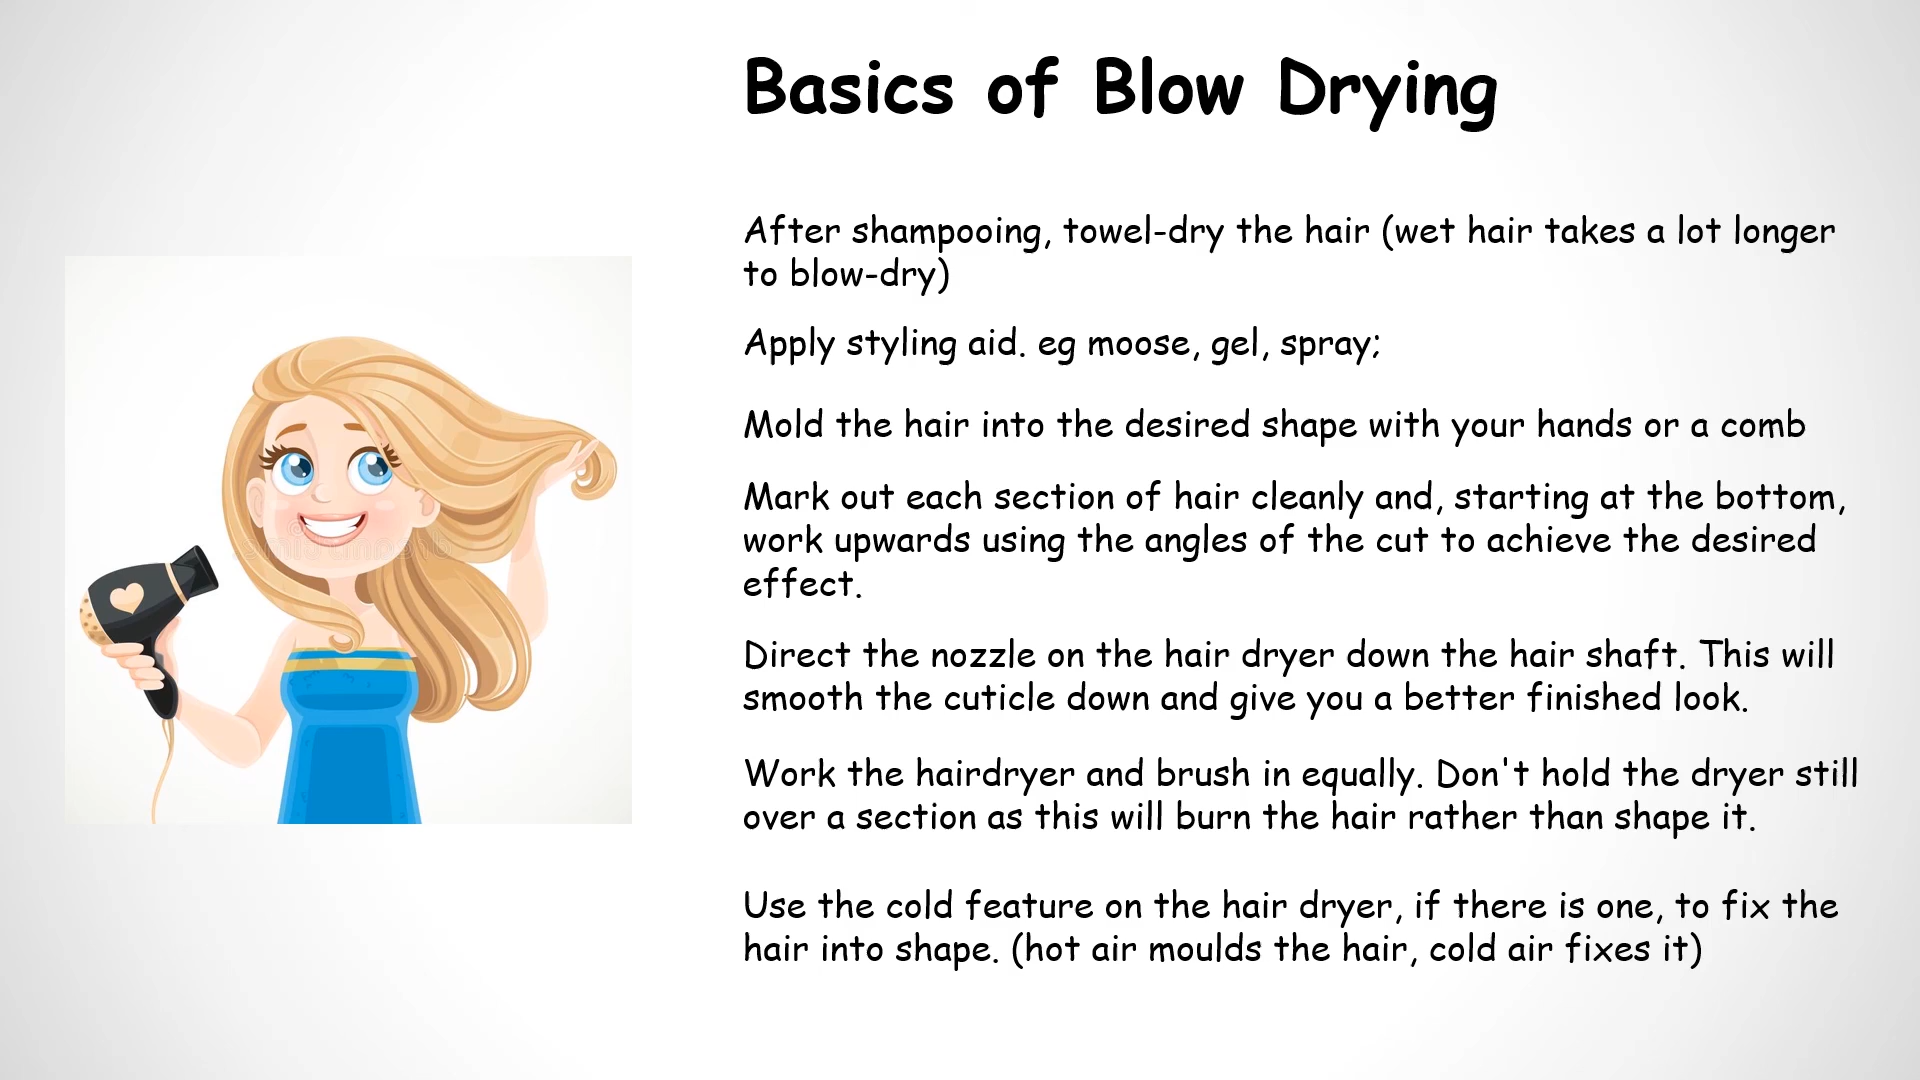 Basics of Blow Drying
After shampooing, towel-dry the hair (wet hair takes a lot longer
to blow-dry)
Apply styling aid. eg moose, gel, spray;
Mold the hair into the desired shape with your hands or a comb
Mark out each section of hair cleanly and, starting at the bottom,
work upwards using the angles of the cut to achieve the desired
effect.
Direct the nozzle on the hair dryer down the hair shaft. This will
smooth the cuticle down and give you a better finished look.
Work the hairdryer and brush in equally. Don't hold the dryer still
over a section as this will burn the hair rather than shape it.
Use the cold feature on the hair dryer, if there is one, to fix the
hair into shape. (hot air moulds the hair, cold air fixes it)